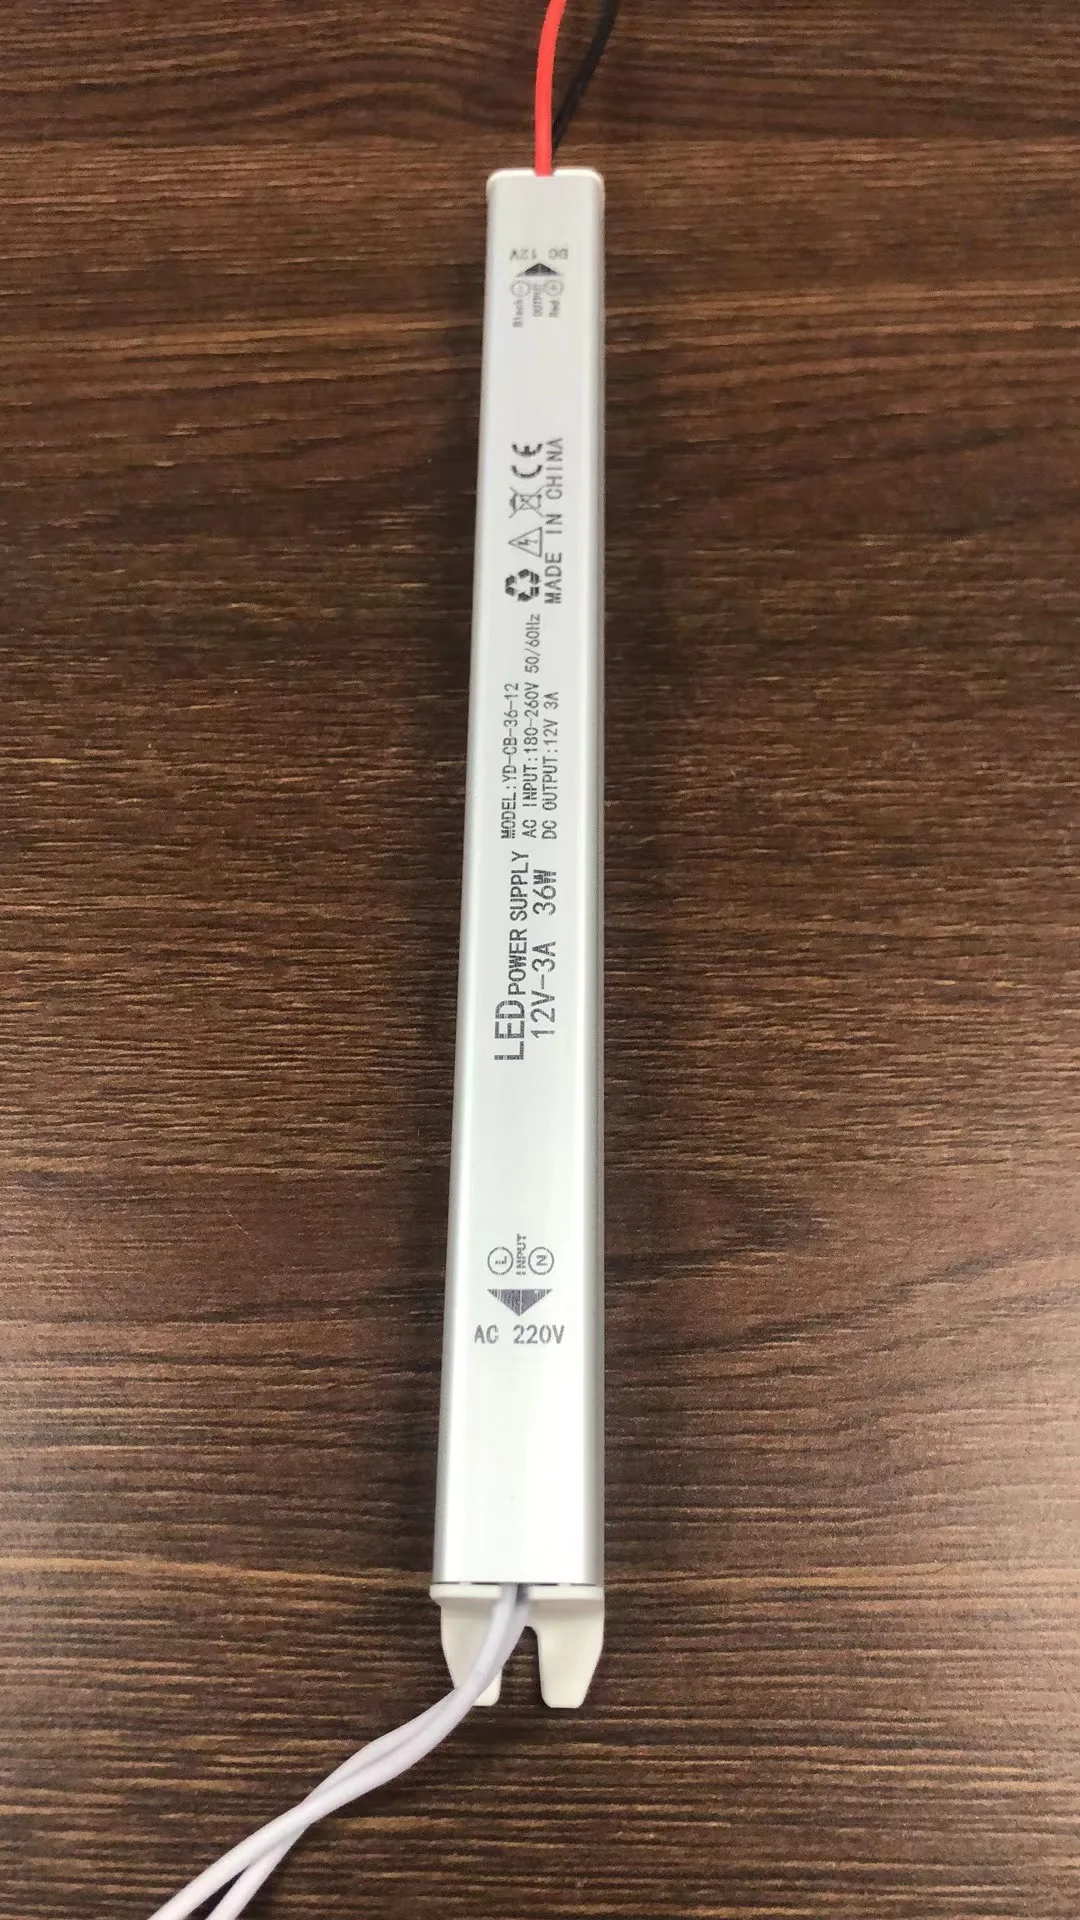 LED POWER SUPPLY
12V-3A 36W
MODEL:YD-CB-36-12
AC INPUT:180-260V 50/60Hz
DC OUTPUT:12V 3A
CE
MADE IN CHINA
L
INPUT
N
AC 220V
Black -
OUTPUT
Red +
DC 12V